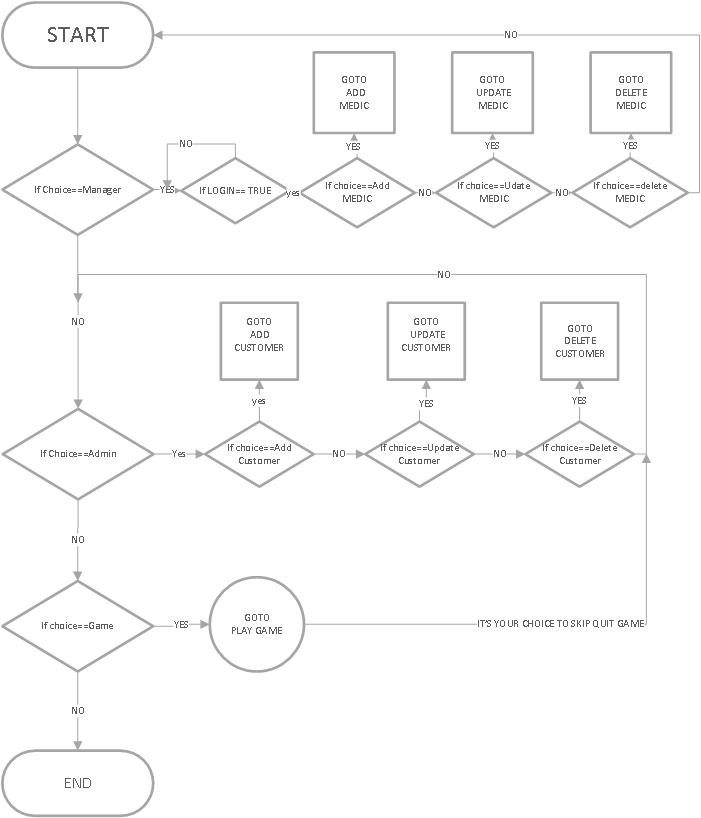 START
NO
GOTO
ADD
MEDIC
GOTO
UPDATE
MEDIC
GOTO
DELETE
MEDIC
NO
YES
YES
YES
If Choice==Manager
YES
If LOGIN== TRUE
yes
If choice==Add
MEDIC
NO
If choice==Udate
MEDIC
NO
If choice==delete
MEDIC
NO
NO
GOTO
ADD
CUSTOMER
GOTO
UPDATE
CUSTOMER
GOTO
DELETE
CUSTOMER
yes
YES
YES
If Choice==Admin
Yes
If choice==Add
Customer
NO
If choice==Update
Customer
NO
If choice==Delete
Customer
NO
If choice==Game
YES
GOTO
PLAY GAME
IT'S YOUR CHOICE TO SKIP QUIT GAME
NO
END